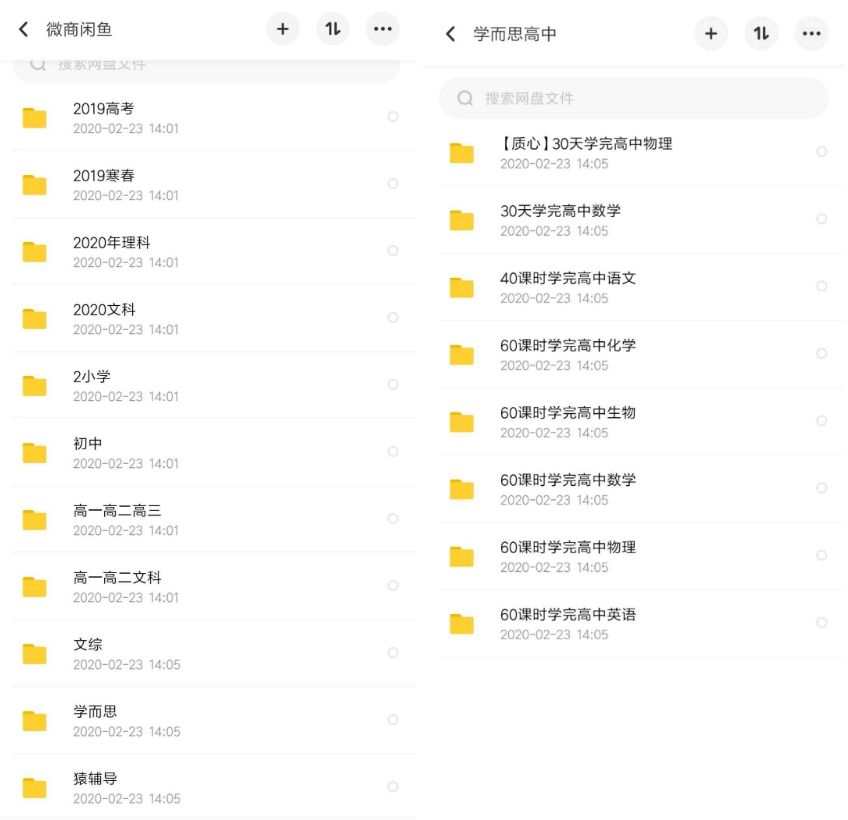 微商闲鱼
搜索网盘文件
2019高考
2020-02-23 14:01
2019寒春
2020-02-23 14:01
2020年理科
2020-02-23 14:01
2020文科
2020-02-23 14:01
2小学
2020-02-23 14:01
初中
2020-02-23 14:01
高一高二高三
2020-02-23 14:01
高一高二文科
2020-02-23 14:01
文综
2020-02-23 14:05
学而思
2020-02-23 14:05
猿辅导
2020-02-23 14:05
学而思高中
搜索网盘文件
【质心】30天学完高中物理
2020-02-23 14:05
30天学完高中数学
2020-02-23 14:05
40课时学完高中语文
2020-02-23 14:05
60课时学完高中化学
2020-02-23 14:05
60课时学完高中生物
2020-02-23 14:05
60课时学完高中数学
2020-02-23 14:05
60课时学完高中物理
2020-02-23 14:05
60课时学完高中英语
2020-02-23 14:05